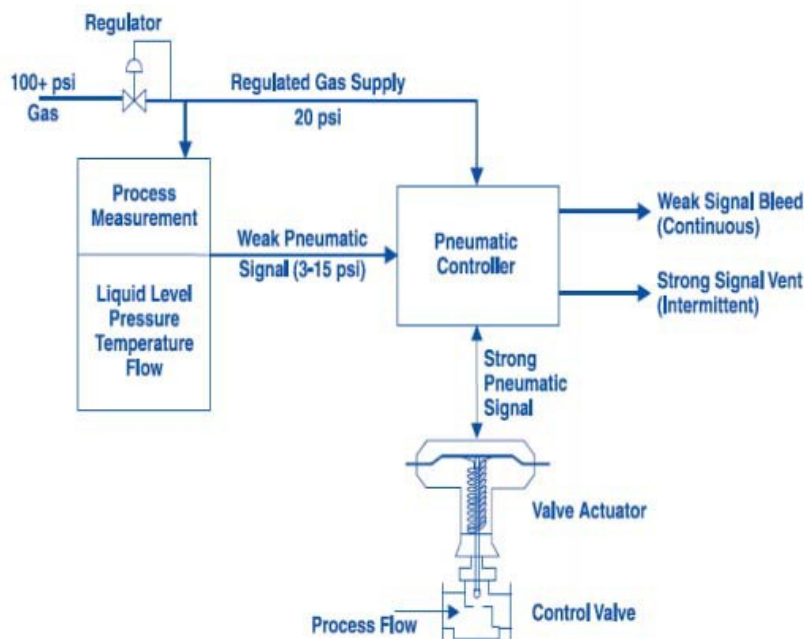 Regulator
100+ psi
Gas
Regulated Gas Supply
20 psi
Process
Measurement
Liquid Level
Pressure
Temperature
Flow
Weak Pneumatic
Signal (3-15 psi)
Pneumatic
Controller
Weak Signal Bleed
(Continuous)
Strong Signal Vent
(Intermittent)
Strong
Pneumatic
Signal
Valve Actuator
Process Flow
Control Valve